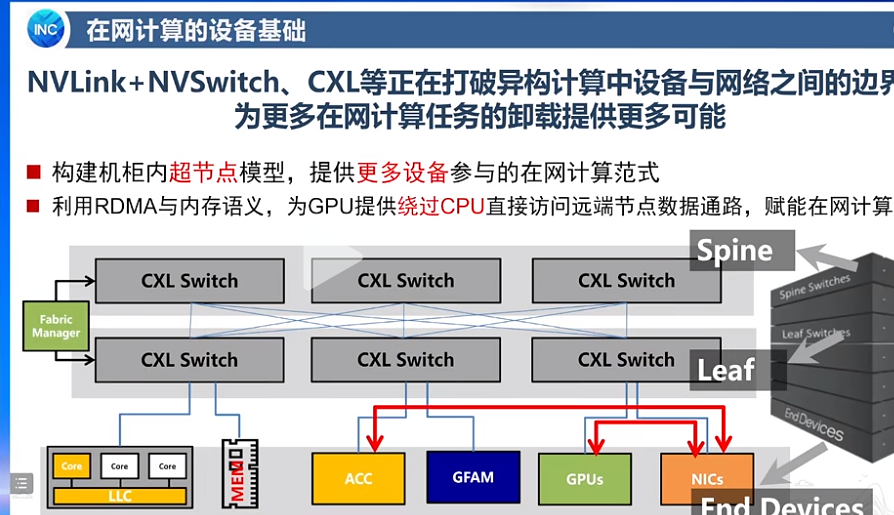 INC
在网计算的设备基础
NVLink+NVSwitch、CXL等正在打破异构计算中设备与网络之间的边界
为更多在网计算任务的卸载提供更多可能
构建机柜内超节点模型，提供更多设备参与的在网计算范式
利用RDMA与内存语义，为GPU提供绕过CPU直接访问远端节点数据通路，赋能在网计算
Spine
CXL Switch
CXL Switch
CXL Switch
Spine Switches
Fabric
Manager
Leaf Switches
CXL Switch
CXL Switch
CXL Switch
Leaf
End Devices
Core
Core
Core
LLC
MEM
ACC
GFAM
GPUs
NICs
End Devices